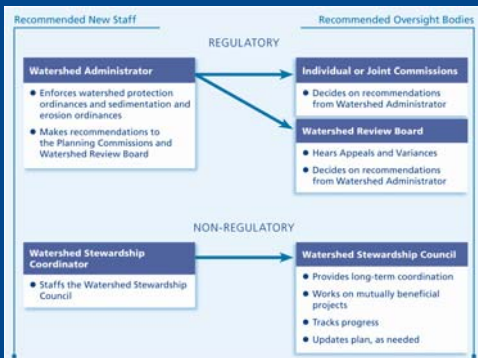 Recommended New Staff
Recommended Oversight Bodies
REGULATORY
Watershed Administrator
• Enforces watershed protection
ordinances and sedimentation and
erosion ordinances
• Makes recommendations to
the Planning Commissions and
Watershed Review Board
Individual or Joint Commissions
• Decides on recommendations
from Watershed Administrator
Watershed Review Board
• Hears Appeals and Variances
• Decides on recommendations
from Watershed Administrator
NON-REGULATORY
Watershed Stewardship
Coordinator
• Staffs the Watershed Stewardship
Council
Watershed Stewardship Council
• Provides long-term coordination
• Works on mutually beneficial
projects
• Tracks progress
• Updates plan, as needed